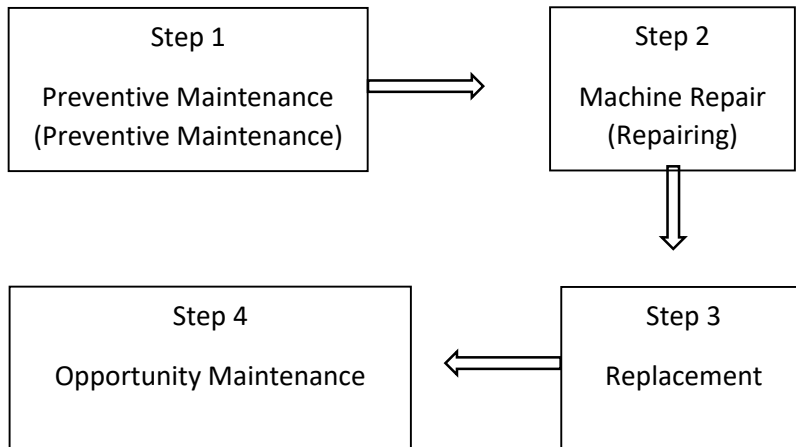 Step 1
Preventive Maintenance
(Preventive Maintenance)
Step 2
Machine Repair
(Repairing)
Step 3
Replacement
Step 4
Opportunity Maintenance